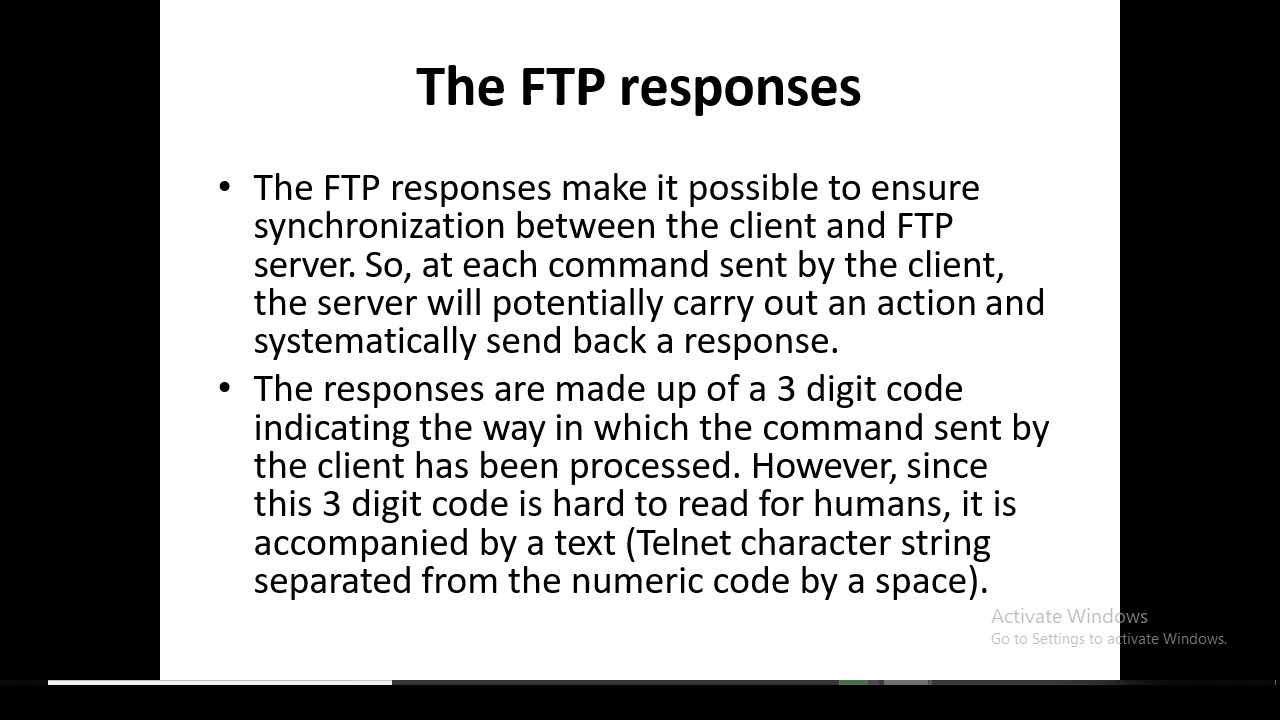 The FTP responses
• The FTP responses make it possible to ensure
synchronization between the client and FTP
server. So, at each command sent by the client,
the server will potentially carry out an action and
systematically send back a response.
• The responses are made up of a 3 digit code
indicating the way in which the command sent by
the client has been processed. However, since
this 3 digit code is hard to read for humans, it is
accompanied by a text (Telnet character string
separated from the numeric code by a space).
Activate Windows
Go to Settings to activate Windows.